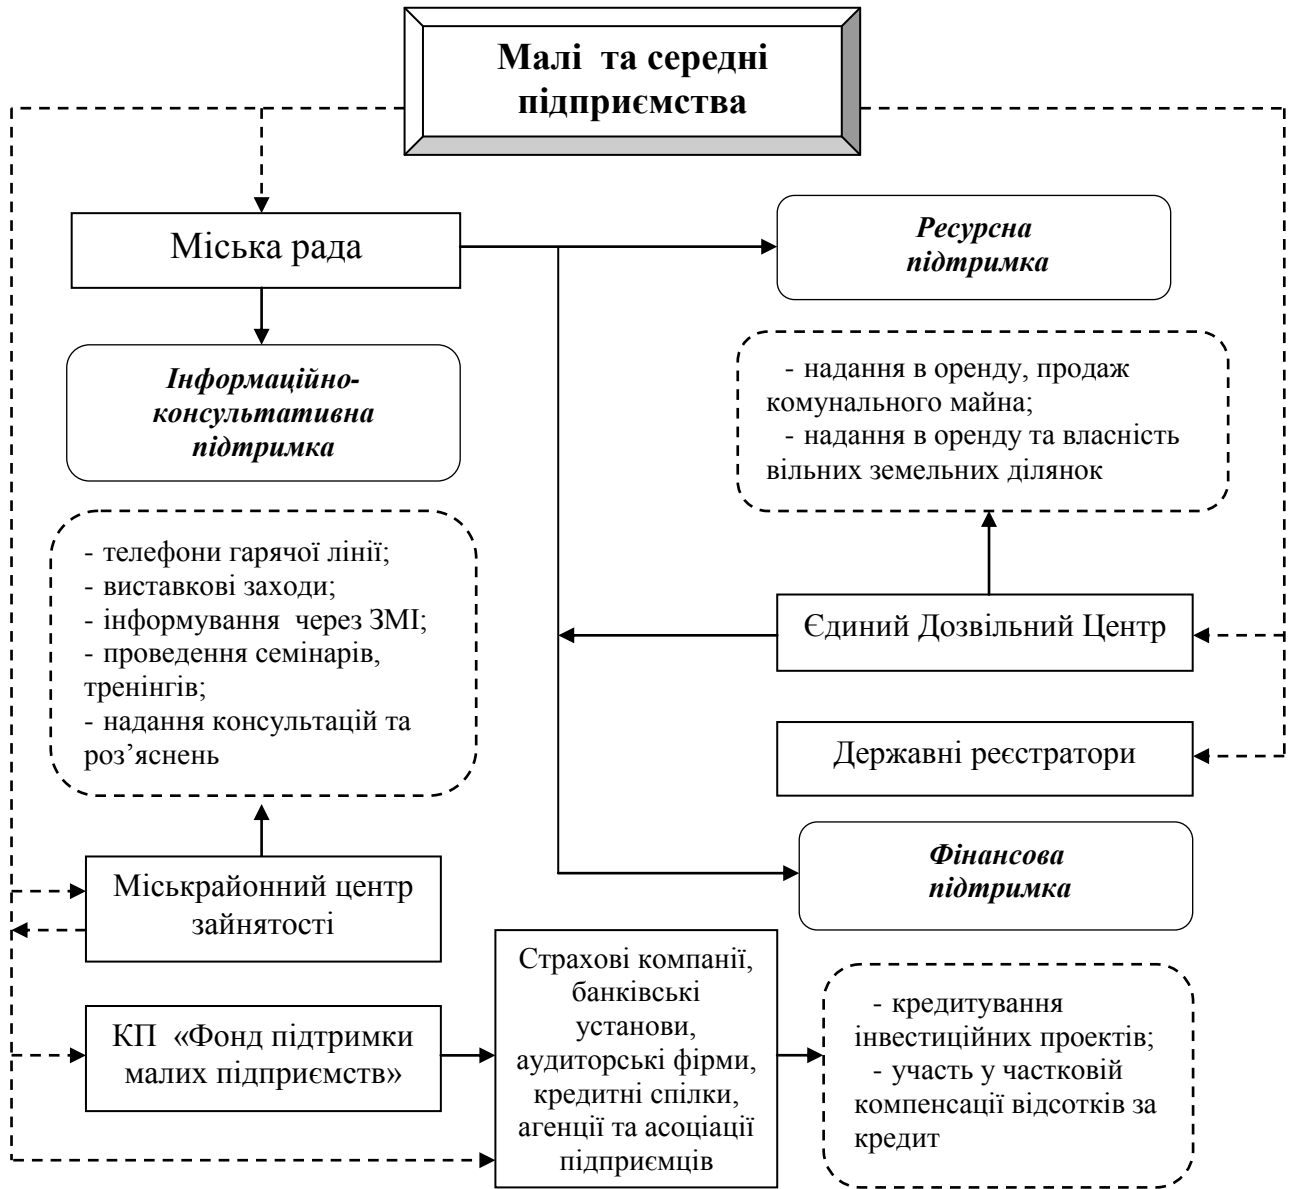 Малі та середні
підприємства
Міська рада
Ресурсна
підтримка
Інформаційно-
консультативна
підтримка
- надання в оренду, продаж
комунального майна;
- надання в оренду та власність
вільних земельних ділянок
- телефони гарячої лінії;
- виставкові заходи;
- інформування через ЗМІ;
- проведення семінарів,
тренінгів;
- надання консультацій та
роз’яснень
Єдиний Дозвільний Центр
Державні реєстратори
Фінансова
підтримка
Міськрайонний центр
зайнятості
КП «Фонд підтримки
малих підприємств»
Страхові компанії,
банківські
установи,
аудиторські фірми,
кредитні спілки,
агенції та асоціації
підприємців
- кредитування
інвестиційних проектів;
- участь у частковій
компенсації відсотків за
кредит